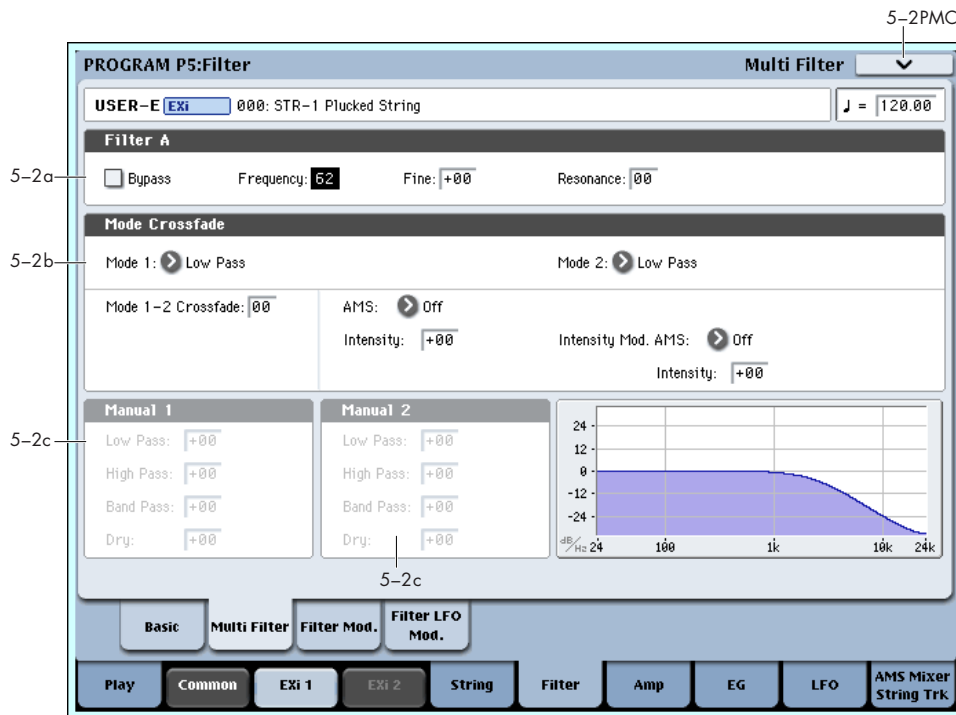 5–2PMC
PROGRAM P5:Filter Multi Filter
USER–E EXi 000: STR–1 Plucked String ♩ = 120.00
Filter A
5–2a Bypass Frequency: 62 Fine: +00 Resonance: 00
Mode Crossfade
5–2b Mode 1: Low Pass Mode 2: Low Pass
Mode 1–2 Crossfade: 00 AMS: Off
Intensity: +00 Intensity Mod. AMS: Off
Intensity: +00
Manual 1 Manual 2
5–2c Low Pass: +00 Low Pass: +00
High Pass: +00 High Pass: +00
Band Pass: +00 Band Pass: +00
Dry: +00 Dry: +00
24
12
0
-12
-24
dB/Hz 24 100 1k 10k 24k
5–2c
Basic Multi Filter Filter Mod. Filter LFO Mod.
Play Common EXi 1 EXi 2 String Filter Amp EG LFO AMS Mixer String Trk